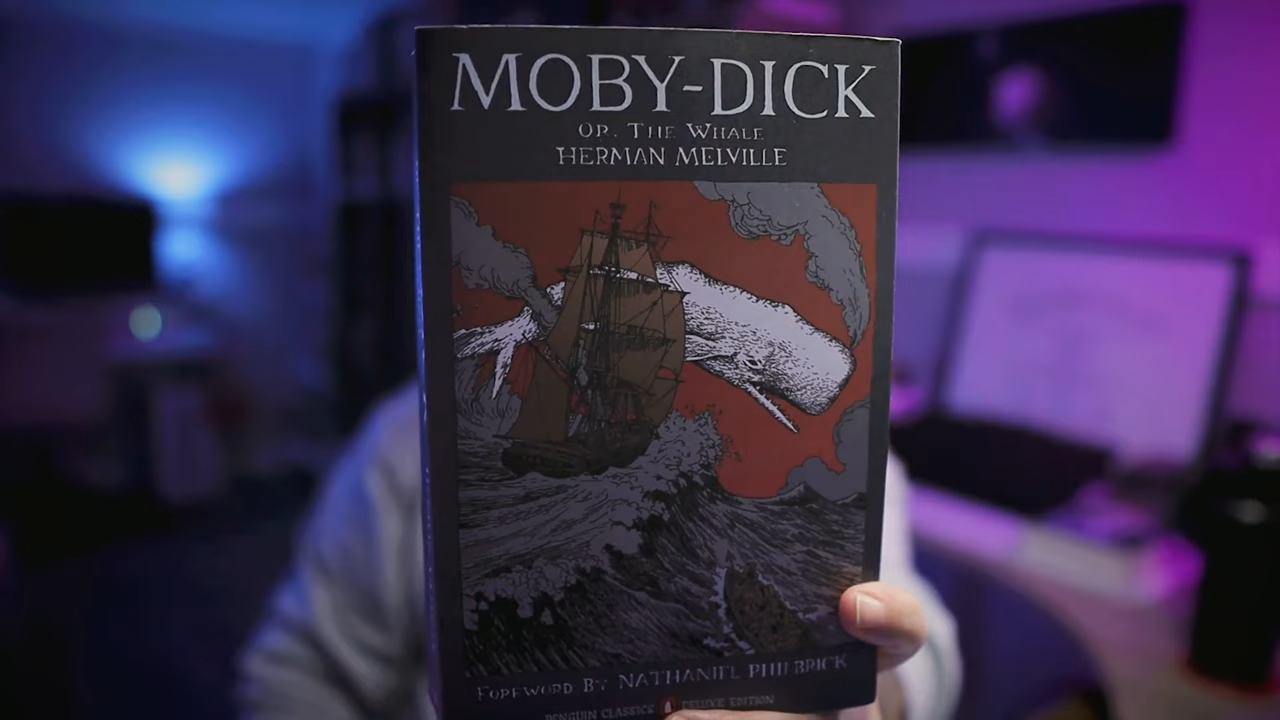 MOBY-DICK
OR, THE WHALE
HERMAN MELVILLE
FOREWORD BY NATHANIEL PHILBRICK
PENGUIN CLASSICS DELUXE EDITION